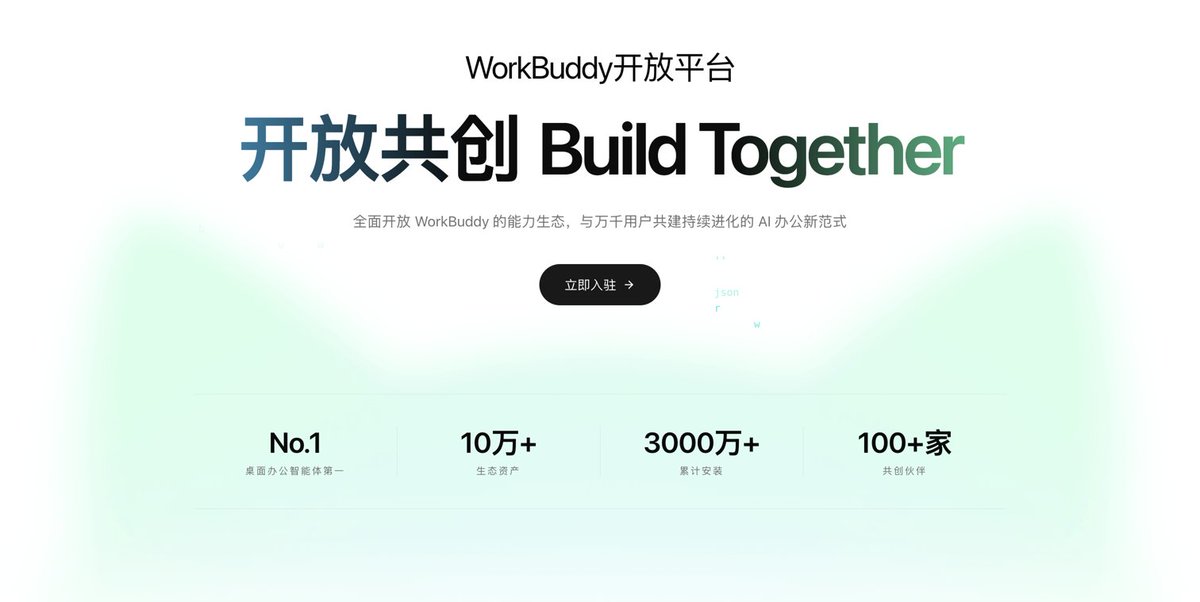 WorkBuddy开放平台
开放共创 Build Together
全面开放 WorkBuddy 的能力生态，与万千用户共建持续进化的 AI 办公新范式
立即入驻 →
json
r
w
No.1
桌面办公智能体第一
10万+
生态资产
3000万+
累计安装
100+家
共创伙伴